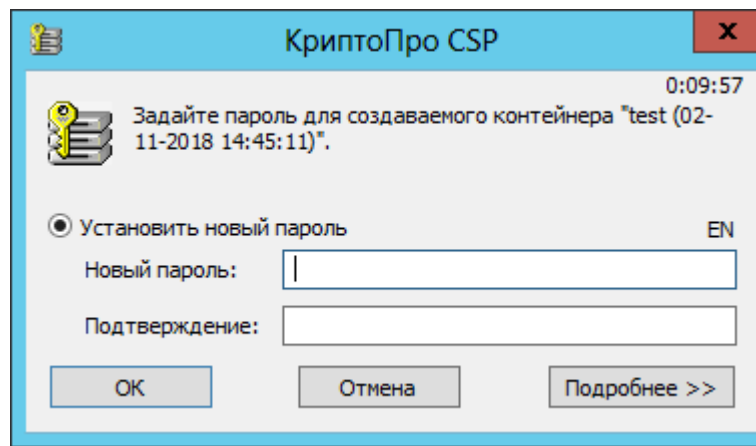 КриптоПро CSP
x
0:09:57
Задайте пароль для создаваемого контейнера "test (02-
11-2018 14:45:11)".
Установить новый пароль
EN
Новый пароль:
Подтверждение:
ОК
Отмена
Подробнее >>